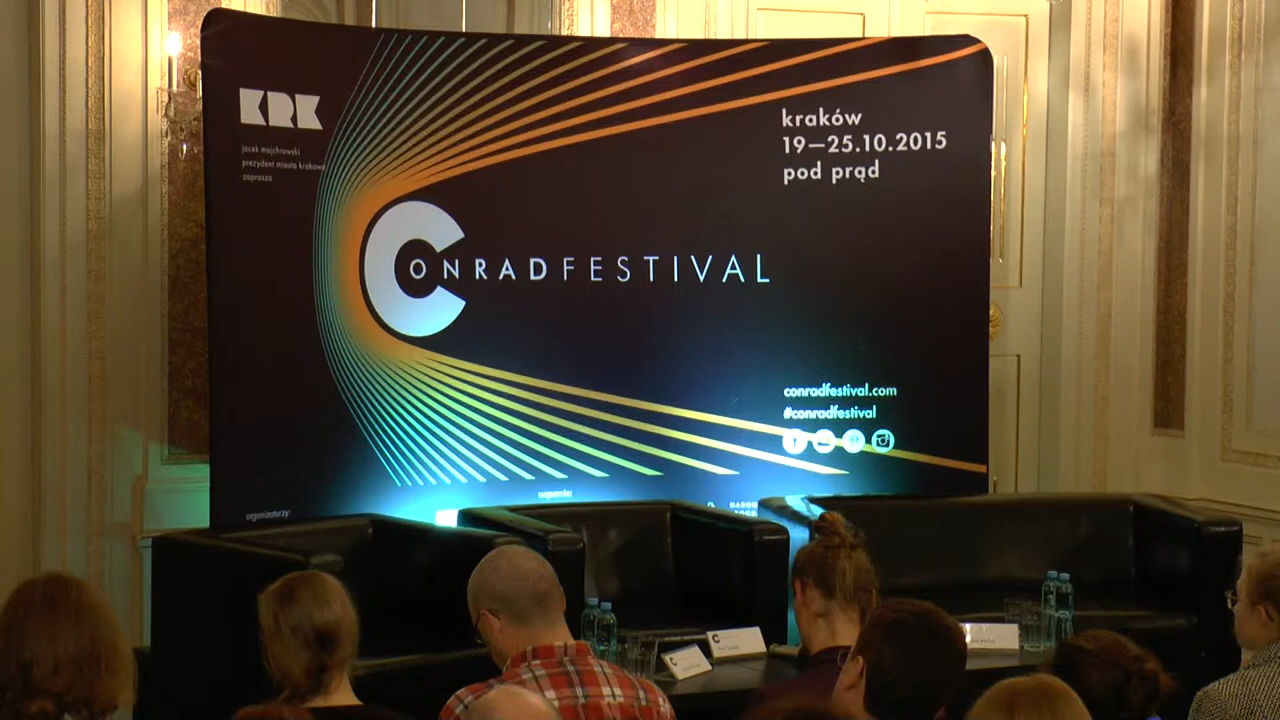 KRK
jacek majchrowski
prezydent miasta krakowa
zaprasza
kraków
19—25.10.2015
pod prąd
CONRADFESTIVAL
conradfestival.com
#conradfestival
organizatorzy: